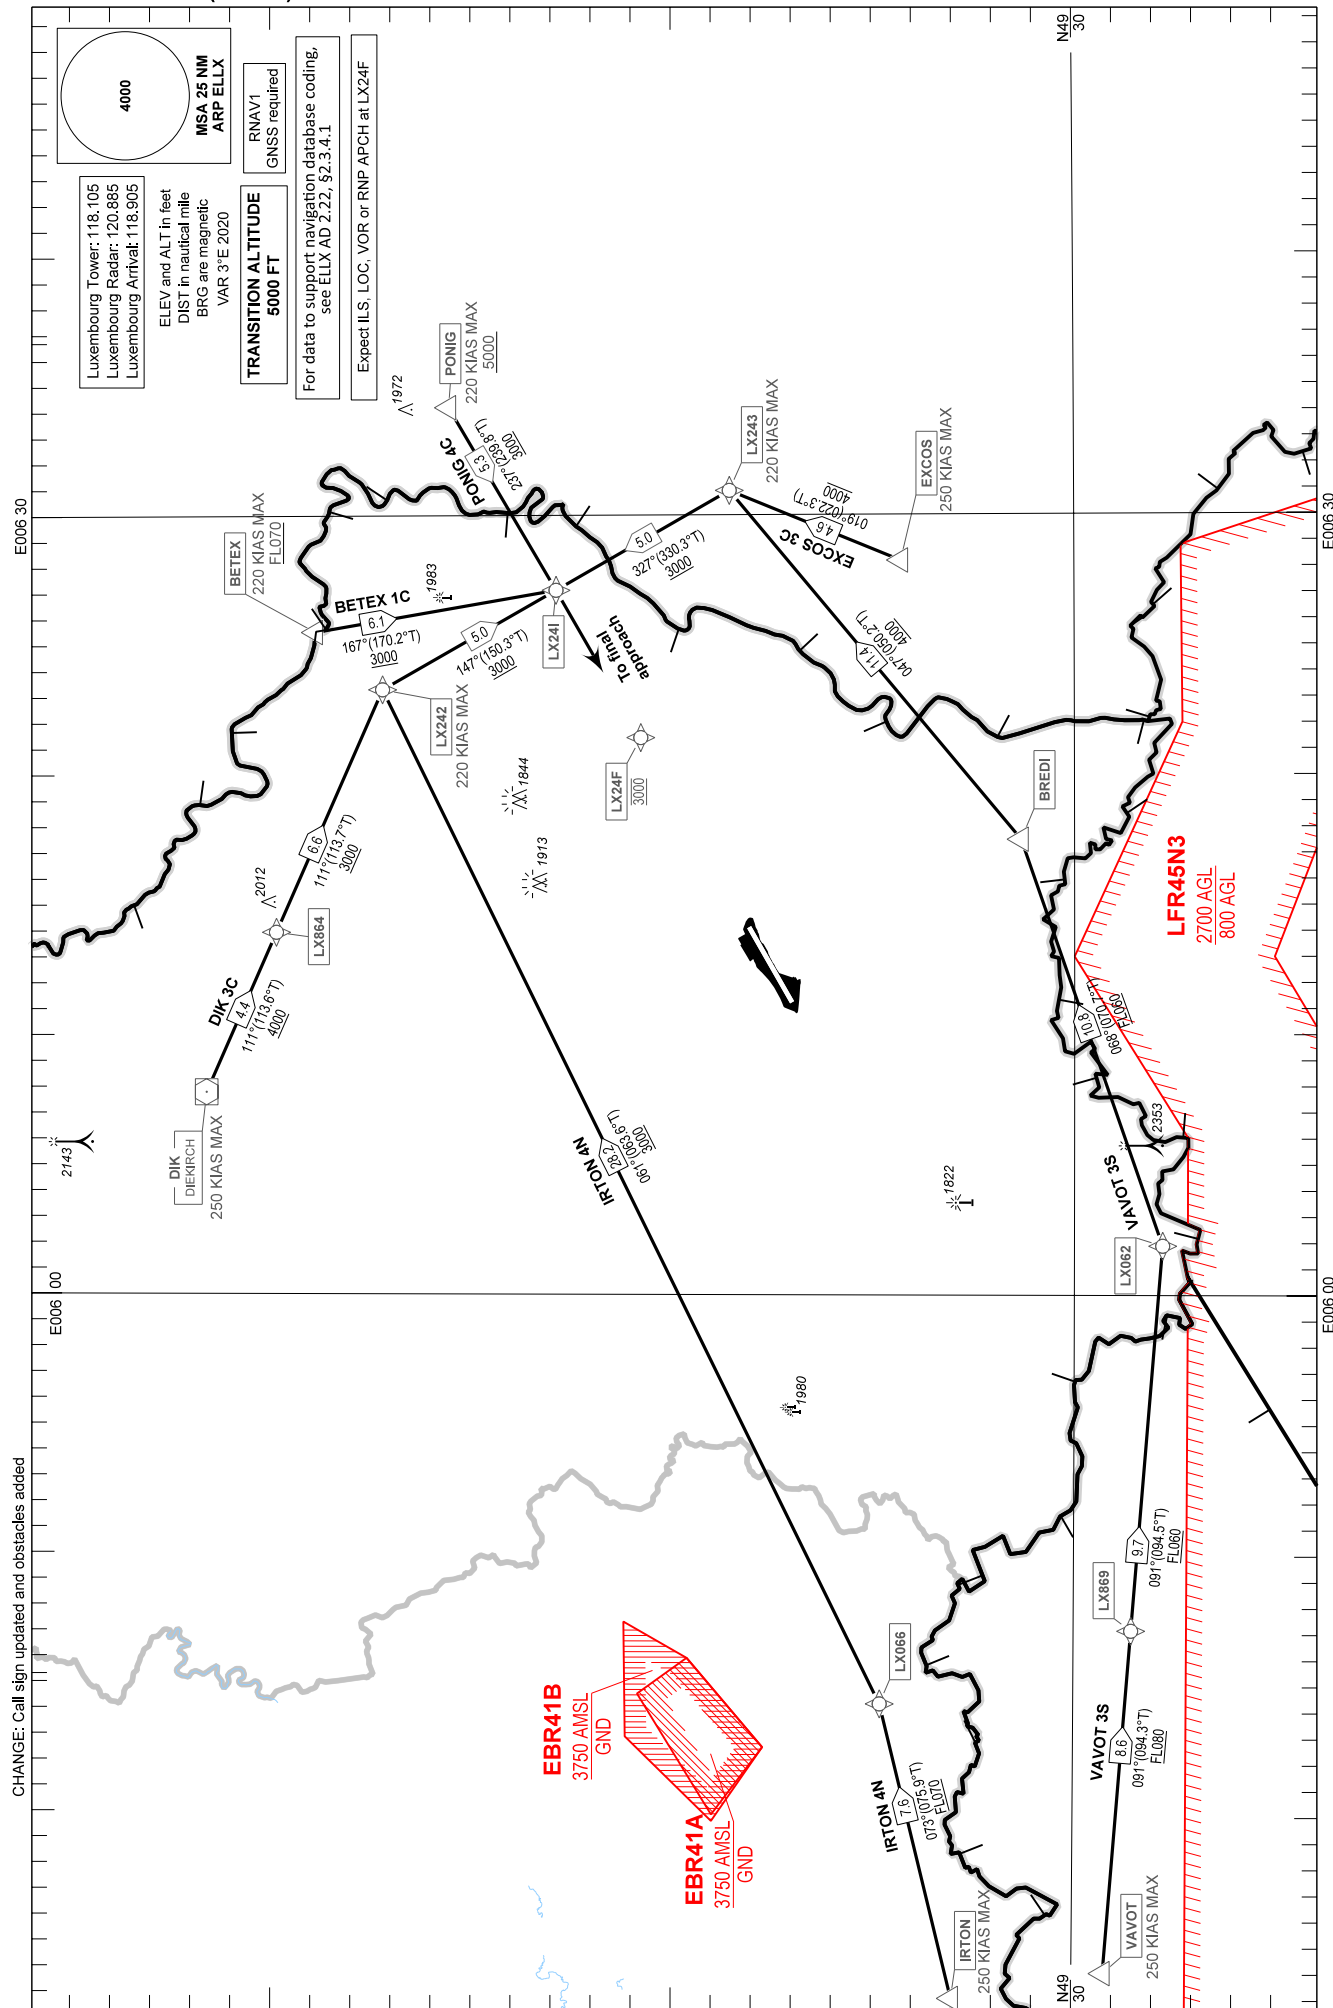 CHANGE: Call sign updated and obstacles added
Luxembourg Tower: 118.105
Luxembourg Radar: 120.885
Luxembourg Arrival: 118.905
ELEV and ALT in feet
DIST in nautical mile
BRG are magnetic
VAR 3°E 2020
TRANSITION ALTITUDE
5000 FT
4000
MSA 25 NM
ARP ELLX
RNAV1
GNSS required
For data to support navigation database coding,
see ELLX AD 2.22, §2.3.4.1
Expect ILS, LOC, VOR or RNP APCH at LX24F
E006 00
E006 30
E006 00
E006 30
N49
30
N49
30
2143
DIK
DIEKIRCH
250 KIAS MAX
DIK 3C
4.4
111°(113.6°T)
4000
2012
LX864
6.6
111°(113.7°T)
3000
BETEX
220 KIAS MAX
FL070
BETEX 1C
6.1
167°(170.2°T)
3000
1983
LX242
220 KIAS MAX
5.0
147°(150.3°T)
3000
1972
PONIG
220 KIAS MAX
5000
PONIG 4C
5.3
237°(239.8°T)
3000
LX24I
To final
approach
1844
1913
LX24F
3000
5.0
327°(330.3°T)
3000
LX243
220 KIAS MAX
EXCOS 3C
4.6
019°(022.3°T)
4000
EXCOS
250 KIAS MAX
11.4
047°(050.2°T)
4000
BREDI
IRTON 4N
28.2
061°(063.6°T)
3000
1980
1822
EBR41B
3750 AMSL
GND
EBR41A
3750 AMSL
GND
LX066
IRTON 4N
7.6
073°(075.9°T)
FL070
IRTON
250 KIAS MAX
VAVOT
250 KIAS MAX
VAVOT 3S
8.6
091°(094.3°T)
FL080
LX869
9.7
091°(094.5°T)
FL060
LX062
VAVOT 3S
2353
10.8
068°(070.7°T)
FL060
LFR45N3
2700 AGL
800 AGL